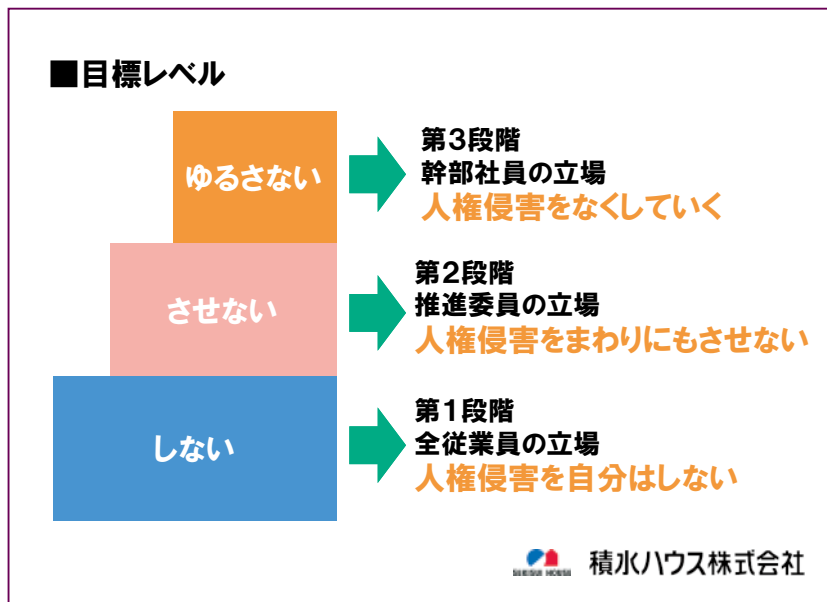 ■目標レベル
ゆるさない
第3段階
幹部社員の立場
人権侵害をなくしていく
させない
第2段階
推進委員の立場
人権侵害をまわりにもさせない
しない
第1段階
全従業員の立場
人権侵害を自分はしない
SEKISUI HOUSE
積水ハウス株式会社